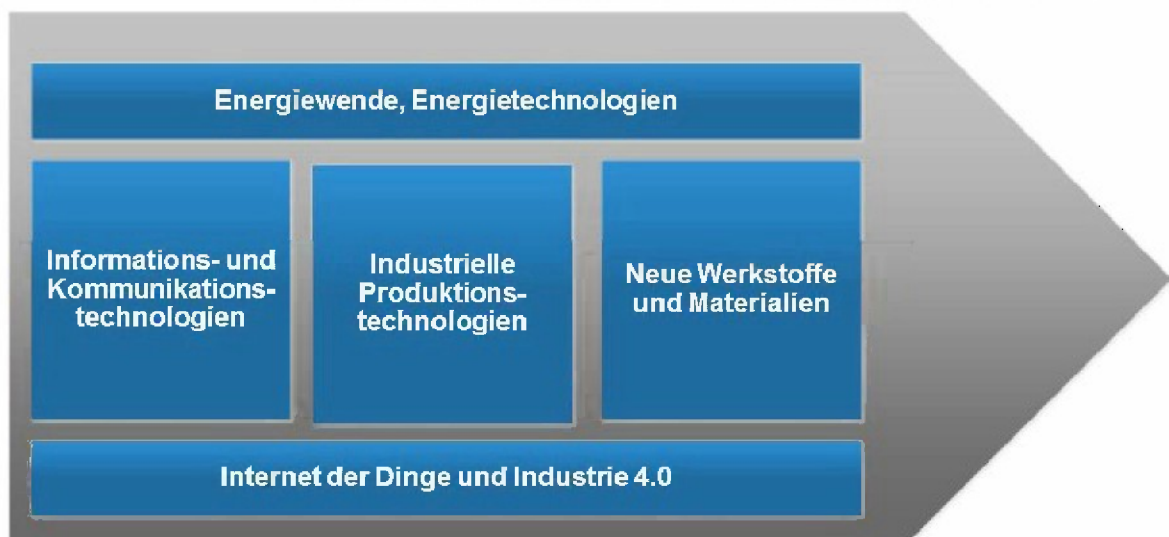 Energiewende, Energietechnologien
Informations- und
Kommunikations-
technologien
Industrielle
Produktions-
technologien
Neue Werkstoffe
und Materialien
Internet der Dinge und Industrie 4.0